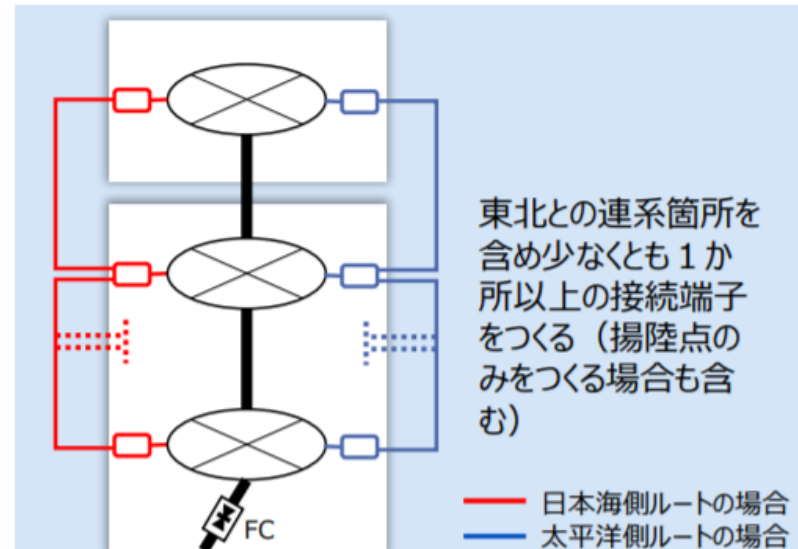 東北との連系箇所を
含め少なくとも１か
所以上の接続端子
をつくる（揚陸点の
みをつくる場合も含
む）
日本海側ルートの場合
太平洋側ルートの場合
FC